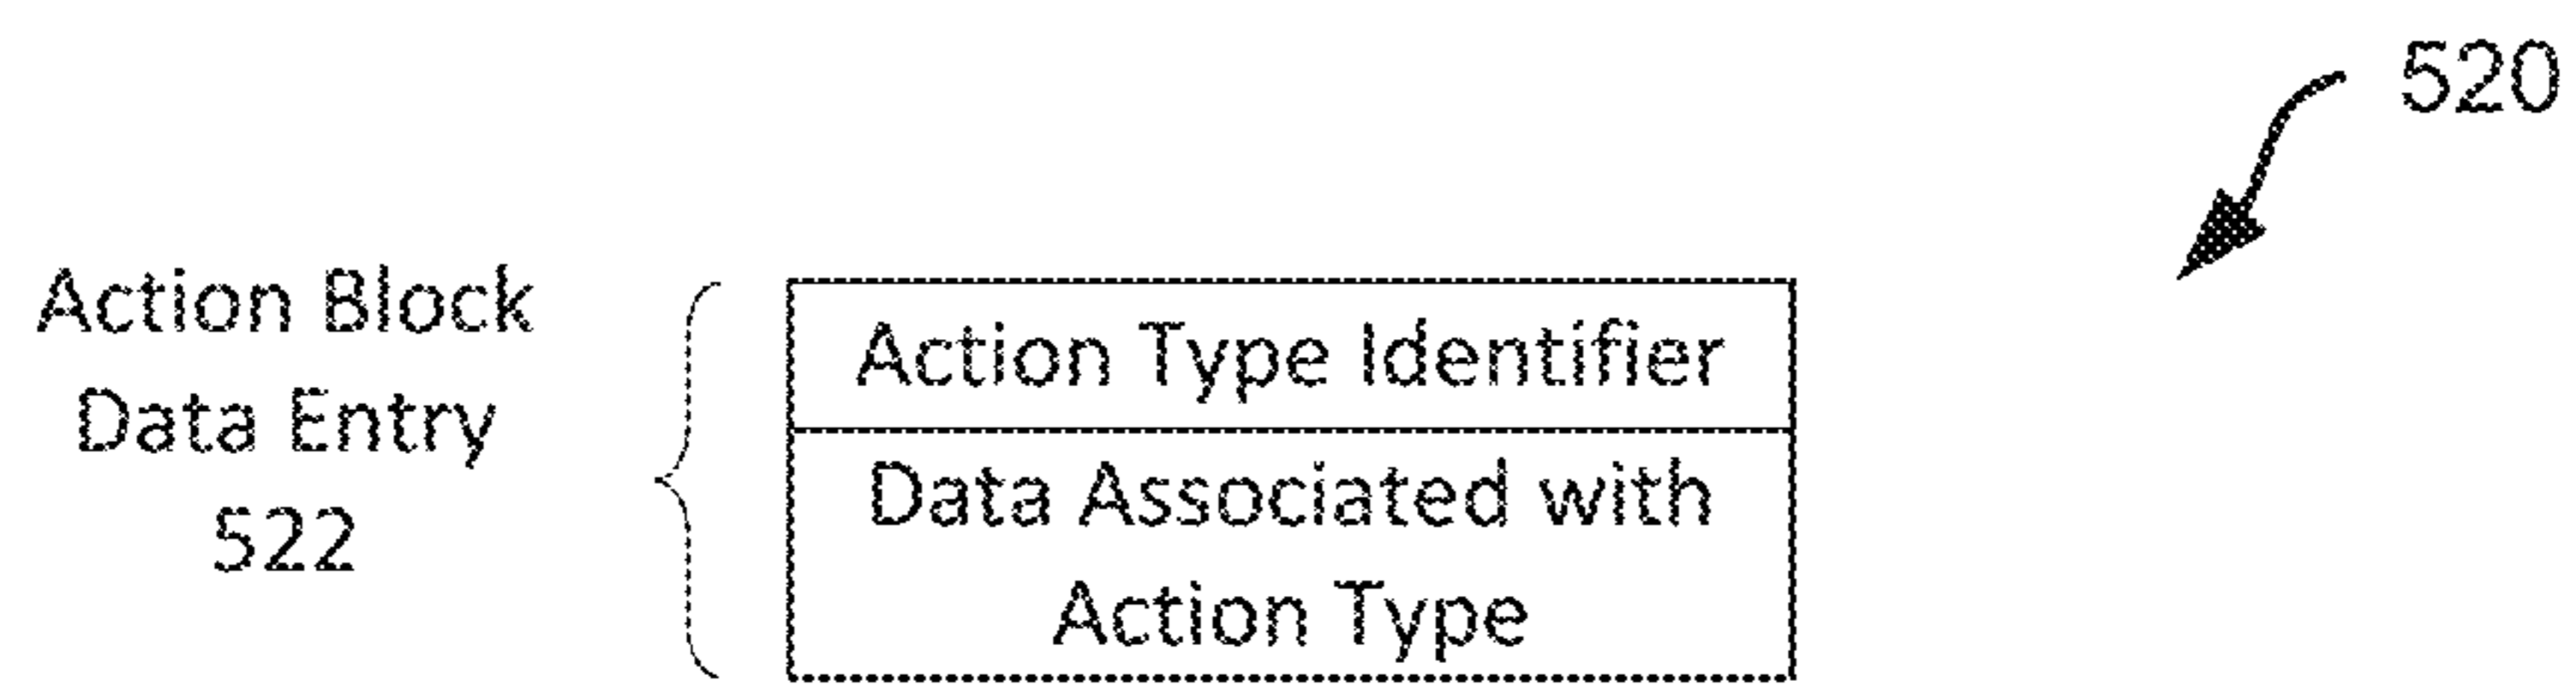 520
Action Block
Data Entry
522
Action Type Identifier
Data Associated with
Action Type